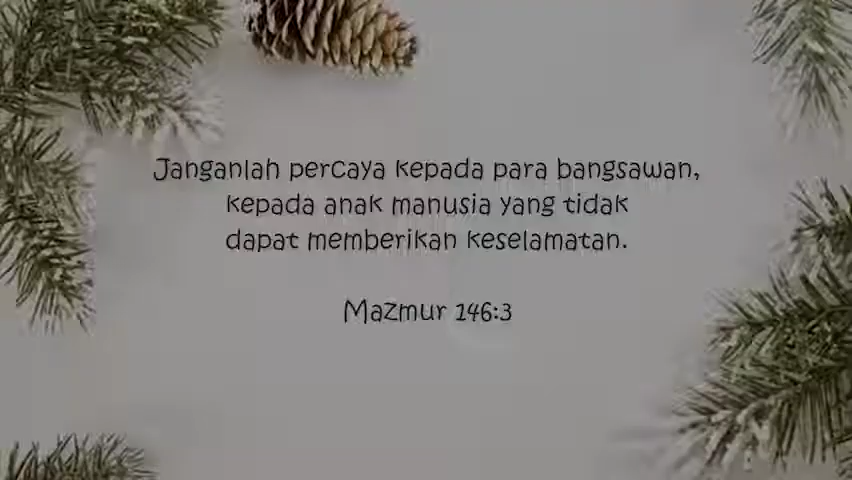 Janganlah percaya kepada para bangsawan,
kepada anak manusia yang tidak
dapat memberikan keselamatan.
Mazmur 146:3